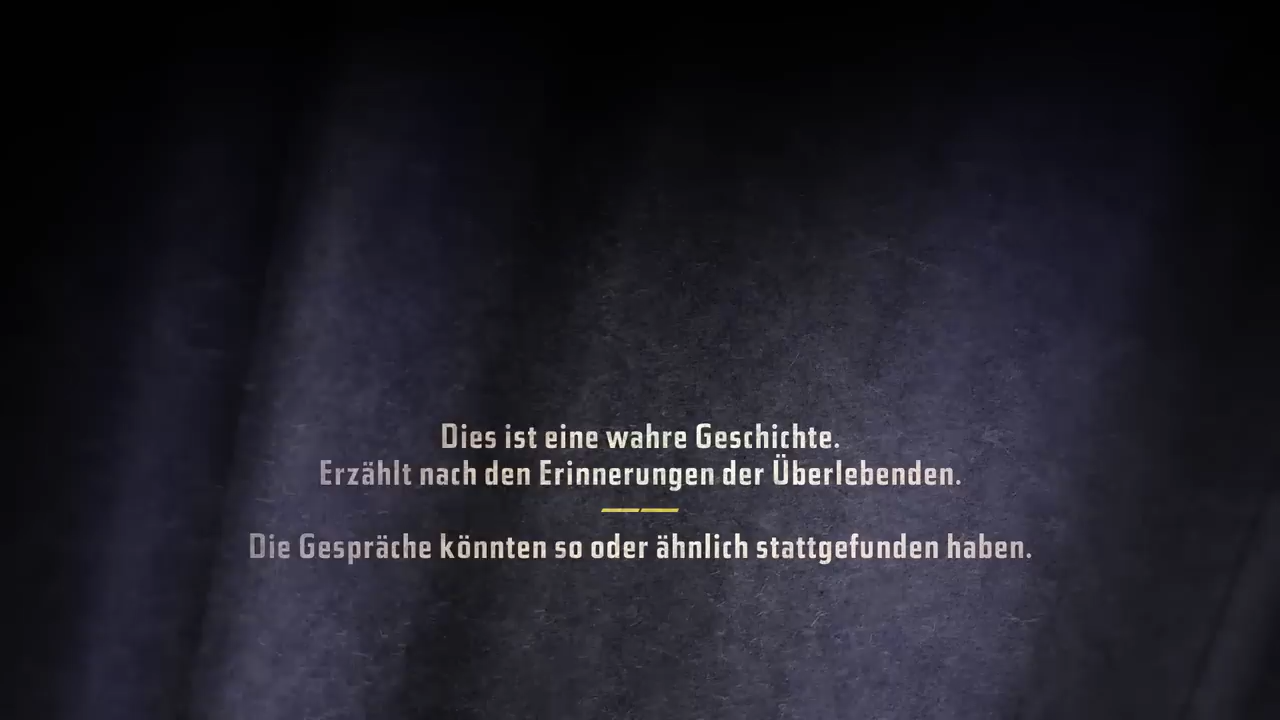 Dies ist eine wahre Geschichte.
Erzählt nach den Erinnerungen der Überlebenden.
Die Gespräche könnten so oder ähnlich stattgefunden haben.